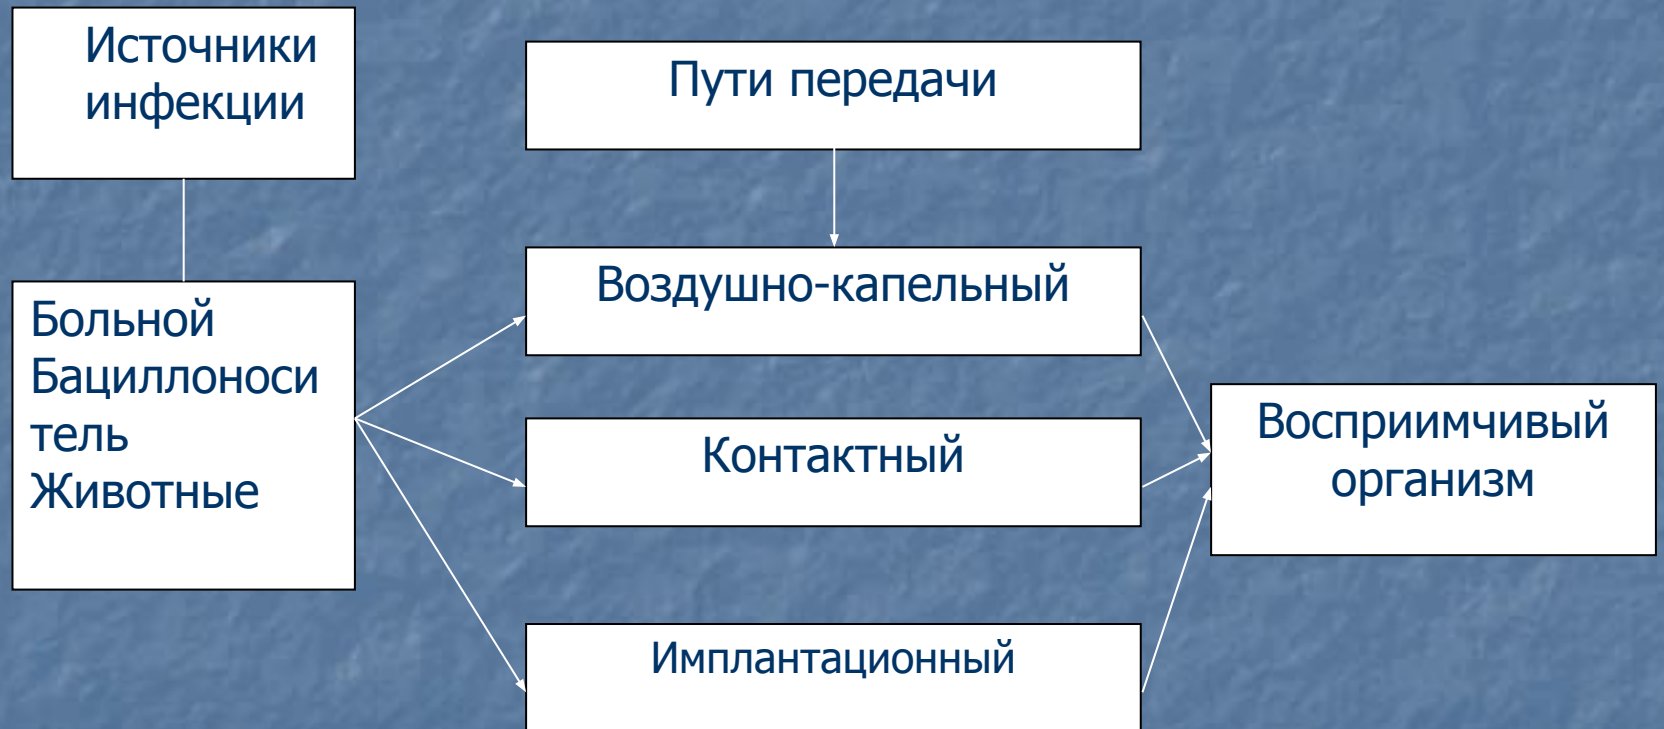 Источники
инфекции
Пути передачи
Воздушно-капельный
Больной
Бациллоноси
тель
Животные
Контактный
Восприимчивый
организм
Имплантационный